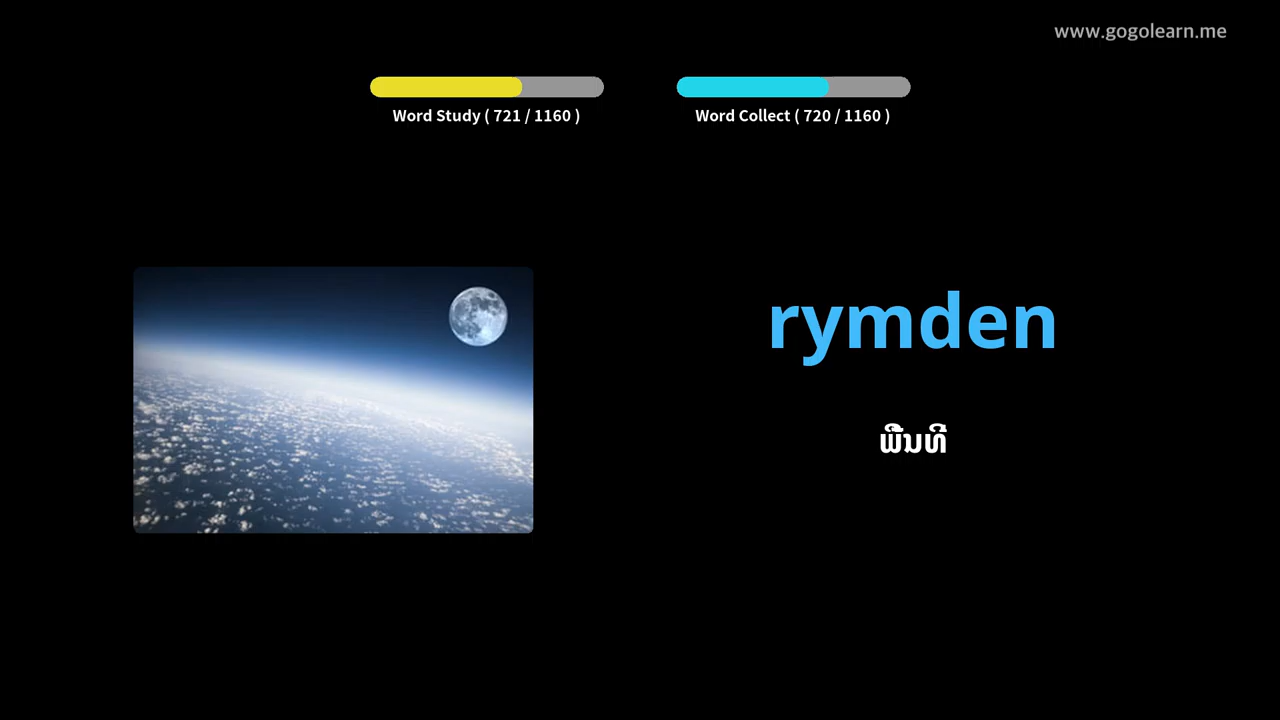 www.gogolearn.me
Word Study ( 721 / 1160 )
Word Collect ( 720 / 1160 )
rymden
ພື້ນທີ່